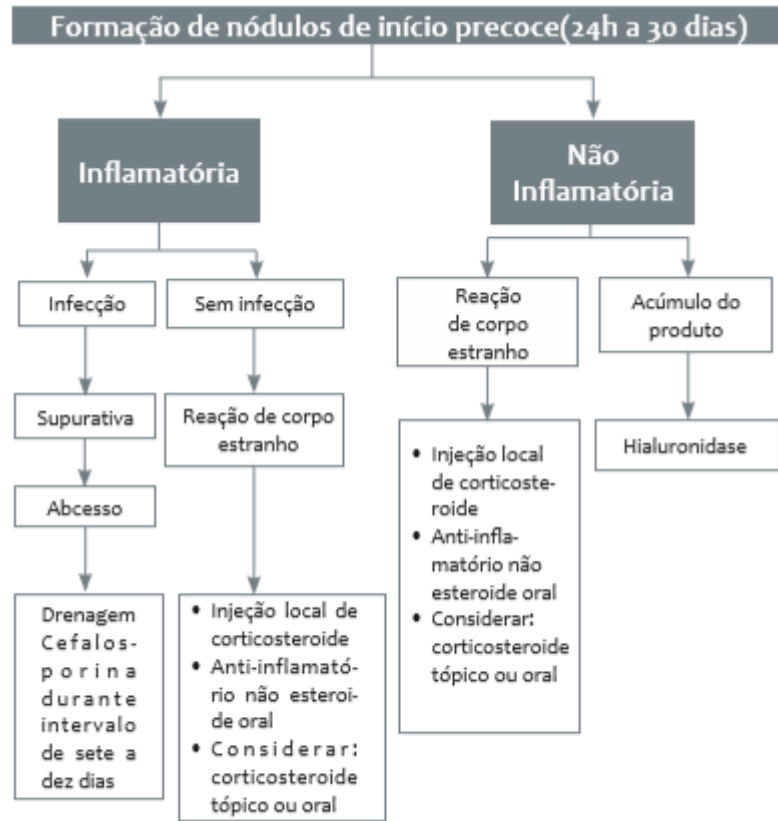 Formação de nódulos de início precoce(24h a 30 dias)
Inflamatória
Não
Inflamatória
Infecção
Sem infecção
Reação
de corpo
estranho
Acúmulo do
produto
Supurativa
Reação de corpo
estranho
Abcesso
Hialuronidase
Drenagem
Cefalos-
porina
durante
intervalo
de sete a
dez dias
• Injeção local de
corticosteroide
• Anti-inflamató-
rio não esteroi-
de oral
• Considerar:
corticosteroide
tópico ou oral
• Injeção local
de corticoste-
roide
• Anti-infla-
matório não
esteroide oral
• Considerar:
corticosteroide
tópico ou oral